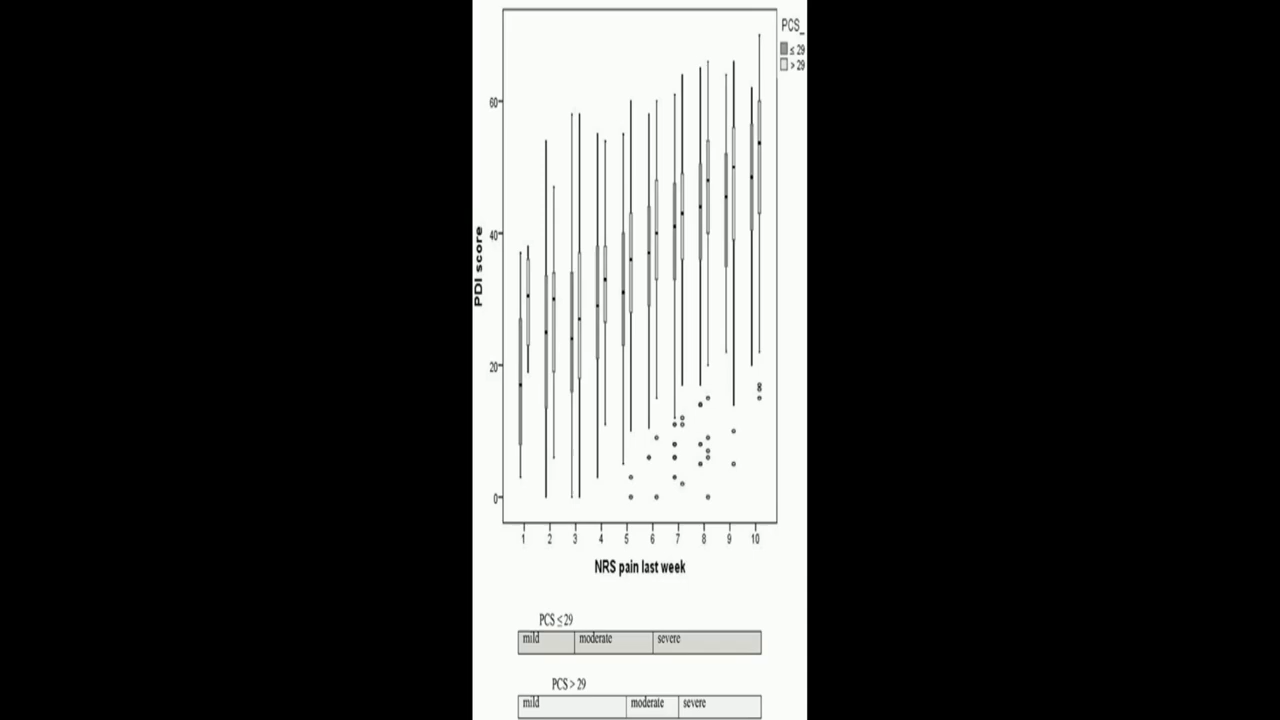 PCS_
≤ 29
> 29
60
40
20
0
PDI score
1 2 3 4 5 6 7 8 9 10
NRS pain last week
PCS ≤ 29
mild moderate severe
PCS > 29
mild moderate severe